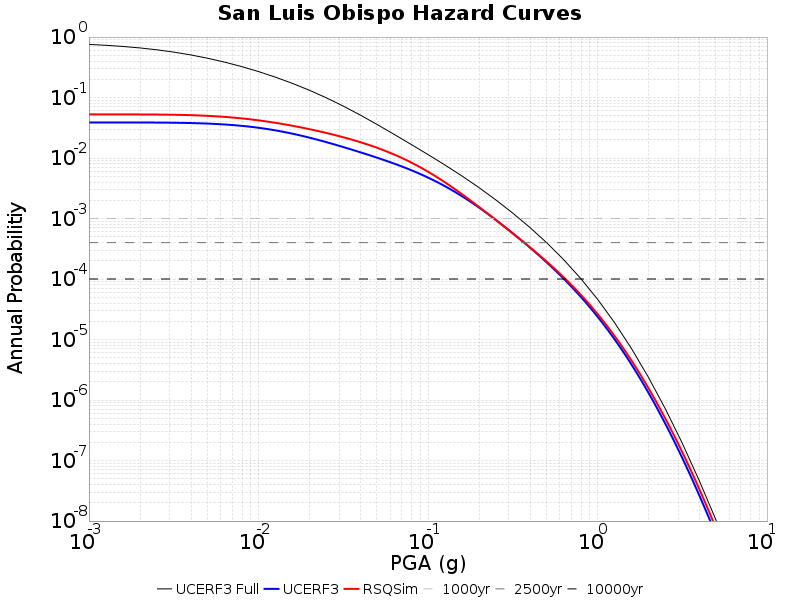 San Luis Obispo Hazard Curves
Annual Probabilitiy
10^0
10^-1
10^-2
10^-3
10^-4
10^-5
10^-6
10^-7
10^-8
10^-3 10^-2 10^-1 10^0 10^1
PGA (g)
UCERF3 Full UCERF3 RSQSim 1000yr 2500yr 10000yr